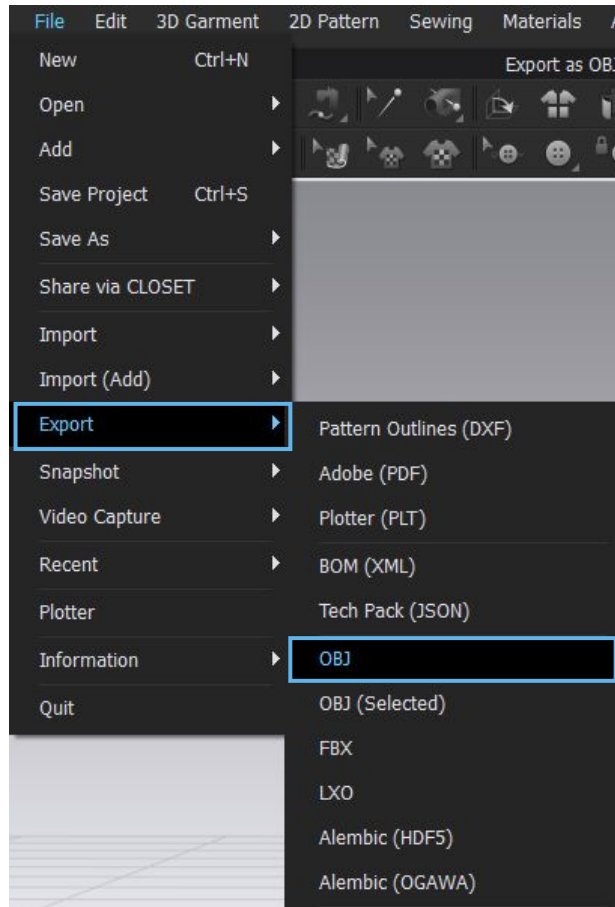 File Edit 3D Garment 2D Pattern Sewing Materials
Export as OBJ
New Ctrl+N
Open
Add
Save Project Ctrl+S
Save As
Share via CLOSET
Import
Import (Add)
Export
Snapshot
Video Capture
Recent
Plotter
Information
Quit
Pattern Outlines (DXF)
Adobe (PDF)
Plotter (PLT)
BOM (XML)
Tech Pack (JSON)
OBJ
OBJ (Selected)
FBX
LXO
Alembic (HDF5)
Alembic (OGAWA)